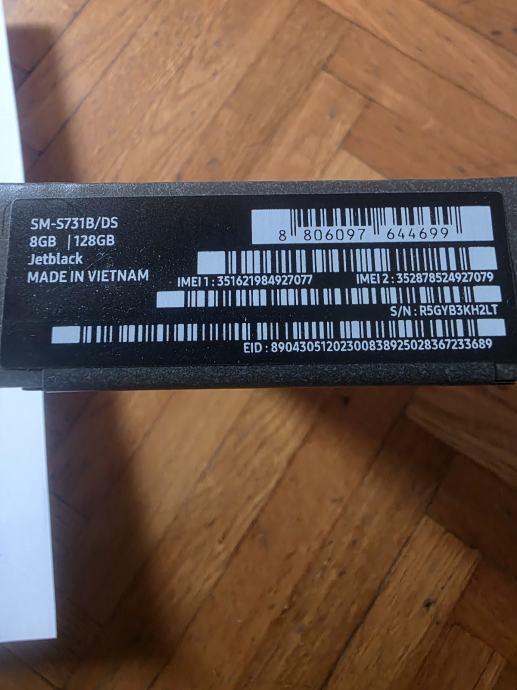 SM-S731B/DS
8GB | 128GB
Jetblack
MADE IN VIETNAM
8 806097 644699
IMEI 1 : 351621984927077 IMEI 2 : 352878524927079
S/N : R5GYB3KH2LT
EID : 89043051202300838925028367233689